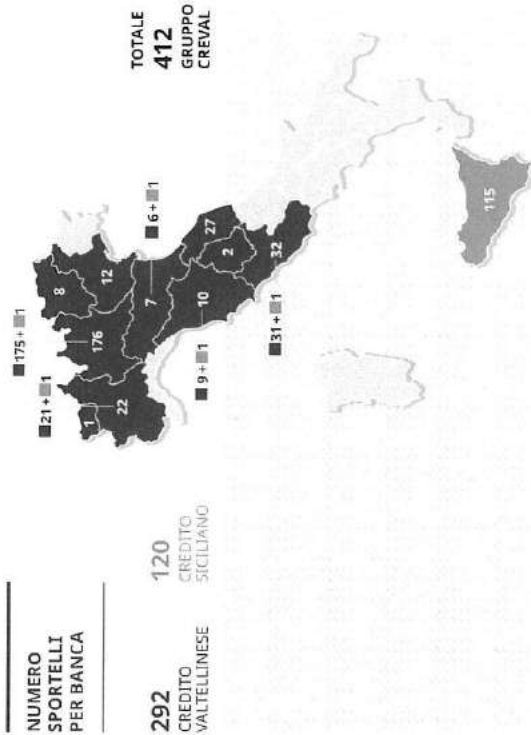 NUMERO
SPORTELLI
PER BANCA
292
CREDITO
VALTELLINESE
120
CREDITO
SICILIANO
TOTALE
412
GRUPPO
CREVAL
21 + 1
175 + 1
1
22
176
8
12
6 + 1
7
9 + 1
10
27
2
32
31 + 1
115